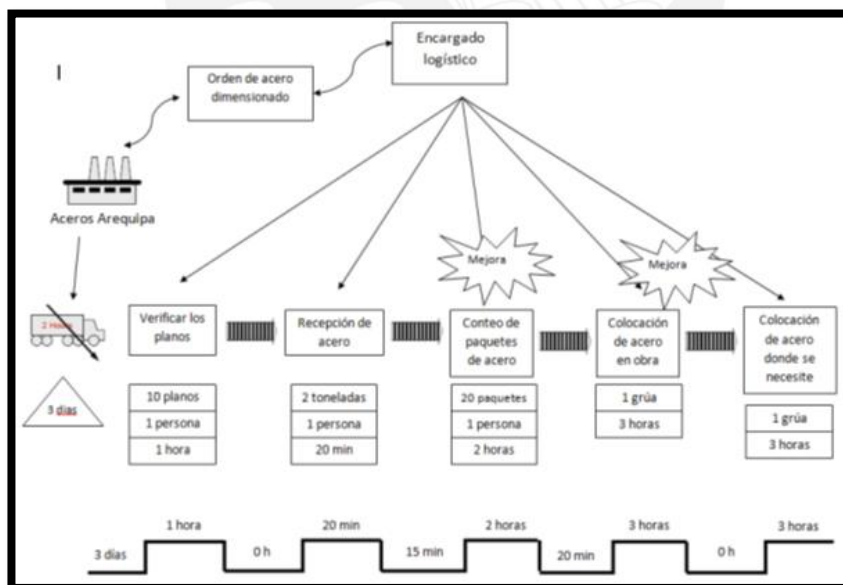 Encargado
logístico
Orden de acero
dimensionado
Aceros Arequipa
Mejora
Mejora
2 Horas
Verificar los
planos
Recepción de
acero
Conteo de
paquetes
de acero
Colocación
de acero
en obra
Colocación
de acero
donde se
necesite
3 días
10 planos
1 persona
1 hora
2 toneladas
1 persona
20 min
20 paquetes
1 persona
2 horas
1 grúa
3 horas
1 grúa
3 horas
3 días
1 hora
0 h
20 min
15 min
2 horas
20 min
3 horas
0 h
3 horas